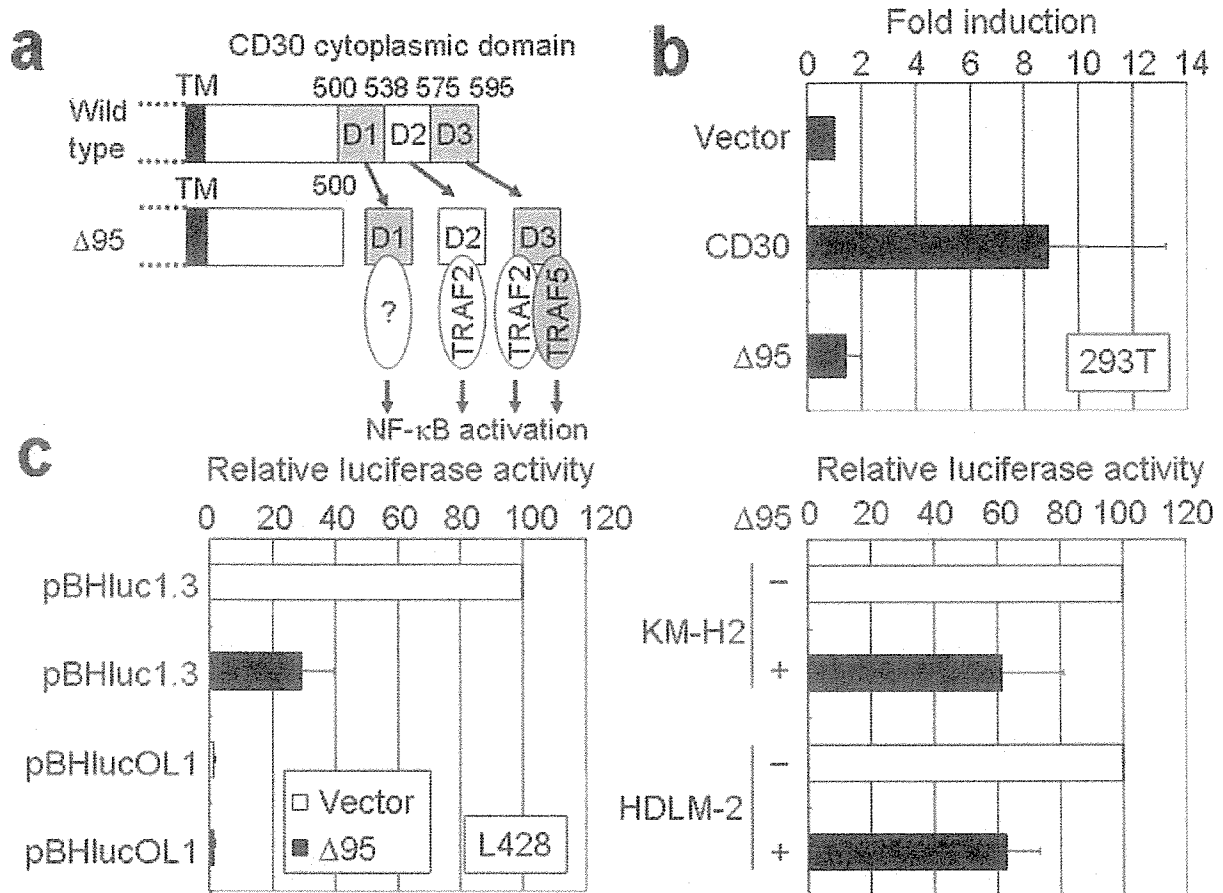 a
CD30 cytoplasmic domain
TM 500 538 575 595
Wild type
D1 D2 D3
TM 500
Δ95
D1 D2 D3
? TRAF2 TRAF2 TRAF5
NF-κB activation
b
Fold induction
0 2 4 6 8 10 12 14
Vector
CD30
Δ95
293T
c
Relative luciferase activity
0 20 40 60 80 100 120
pBHluc1.3
pBHluc1.3
pBHlucOL1
pBHlucOL1
Vector
Δ95
L428
Relative luciferase activity
Δ95 0 20 40 60 80 100 120
−
KM-H2
+
−
HDLM-2
+